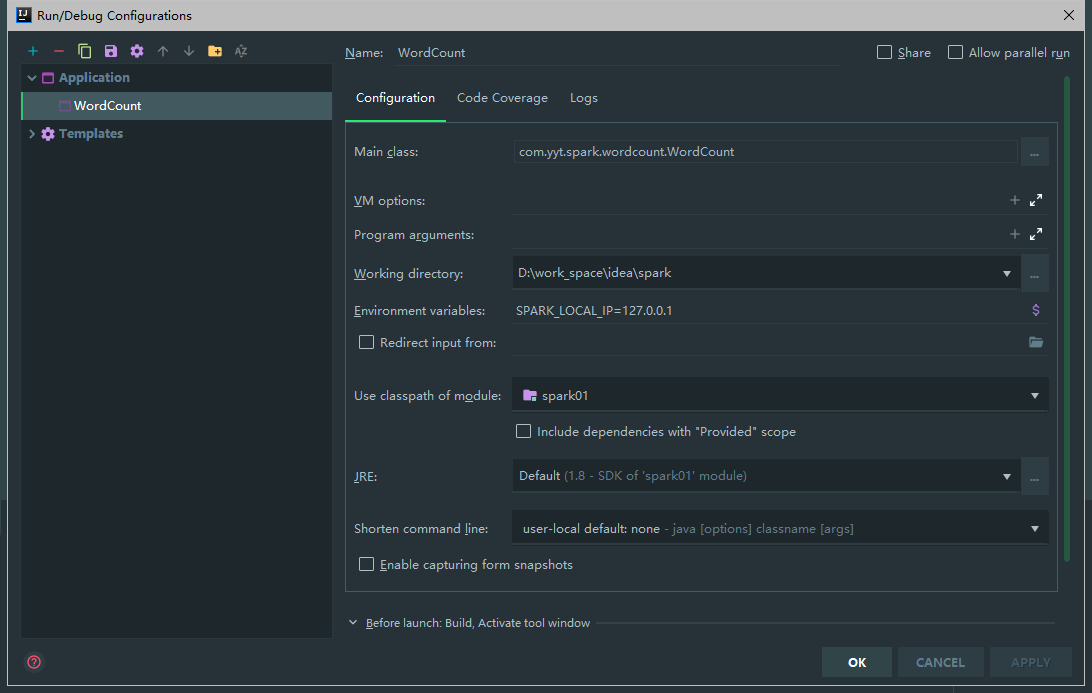 Run/Debug Configurations
Name: WordCount
Share
Allow parallel run
Application
WordCount
Templates
Configuration Code Coverage Logs
Main class: com.yyt.spark.wordcount.WordCount ...
VM options:
Program arguments:
Working directory: D:\work_space\idea\spark ...
Environment variables: SPARK_LOCAL_IP=127.0.0.1 $
Redirect input from:
Use classpath of module: spark01
Include dependencies with "Provided" scope
JRE: Default (1.8 - SDK of 'spark01' module) ...
Shorten command line: user-local default: none - java [options] classname [args]
Enable capturing form snapshots
Before launch: Build, Activate tool window
OK CANCEL APPLY